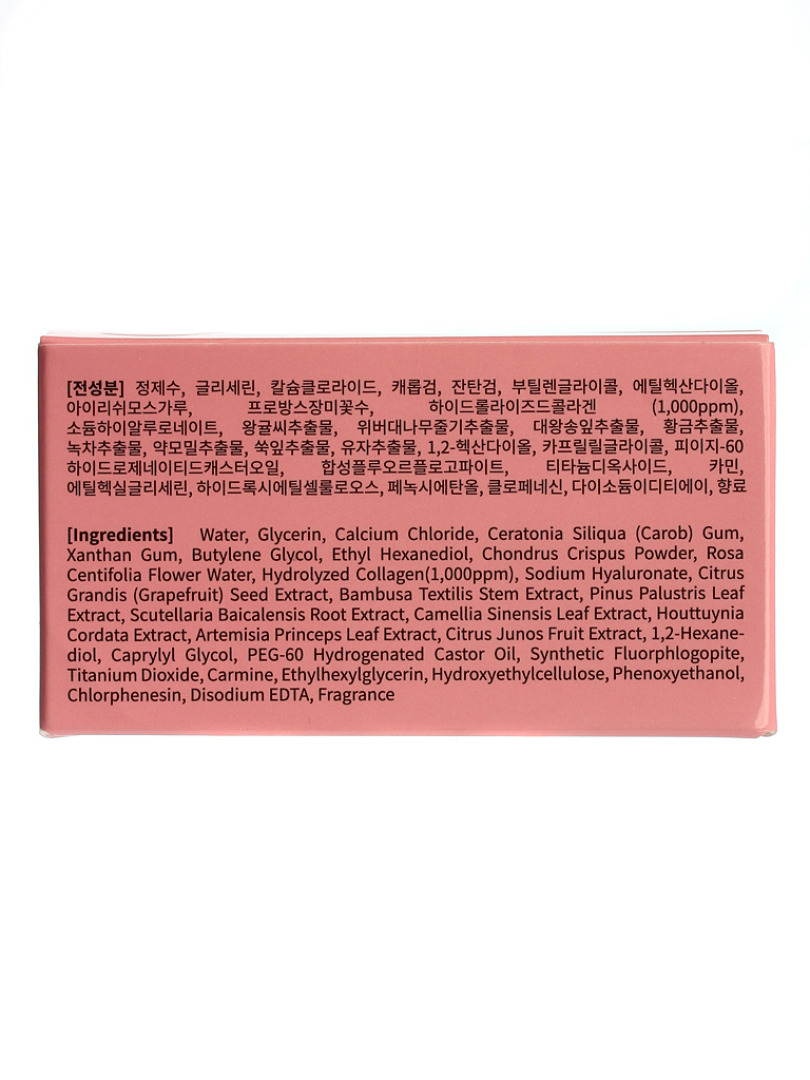 [전성분] 정제수, 글리세린, 칼슘클로라이드, 캐롭검, 잔탄검, 부틸렌글라이콜, 에틸헥산다이올,
아이리쉬모스가루, 프로방스장미꽃수, 하이드롤라이즈드콜라겐 (1,000ppm),
소듐하이알루로네이트, 왕귤씨추출물, 위버대나무줄기추출물, 대왕송잎추출물, 황금추출물,
녹차추출물, 약모밀추출물, 쑥잎추출물, 유자추출물, 1,2-헥산다이올, 카프릴릴글라이콜, 피이지-60
하이드로제네이티드캐스터오일, 합성플루오르플로고파이트, 티타늄디옥사이드, 카민,
에틸헥실글리세린, 하이드록시에틸셀룰로오스, 페녹시에탄올, 클로페네신, 다이소듐이디티에이, 향료
[Ingredients] Water, Glycerin, Calcium Chloride, Ceratonia Siliqua (Carob) Gum,
Xanthan Gum, Butylene Glycol, Ethyl Hexanediol, Chondrus Crispus Powder, Rosa
Centifolia Flower Water, Hydrolyzed Collagen(1,000ppm), Sodium Hyaluronate, Citrus
Grandis (Grapefruit) Seed Extract, Bambusa Textilis Stem Extract, Pinus Palustris Leaf
Extract, Scutellaria Baicalensis Root Extract, Camellia Sinensis Leaf Extract, Houttuynia
Cordata Extract, Artemisia Princeps Leaf Extract, Citrus Junos Fruit Extract, 1,2-Hexane-
diol, Caprylyl Glycol, PEG-60 Hydrogenated Castor Oil, Synthetic Fluorphlogopite,
Titanium Dioxide, Carmine, Ethylhexylglycerin, Hydroxyethylcellulose, Phenoxyethanol,
Chlorphenesin, Disodium EDTA, Fragrance